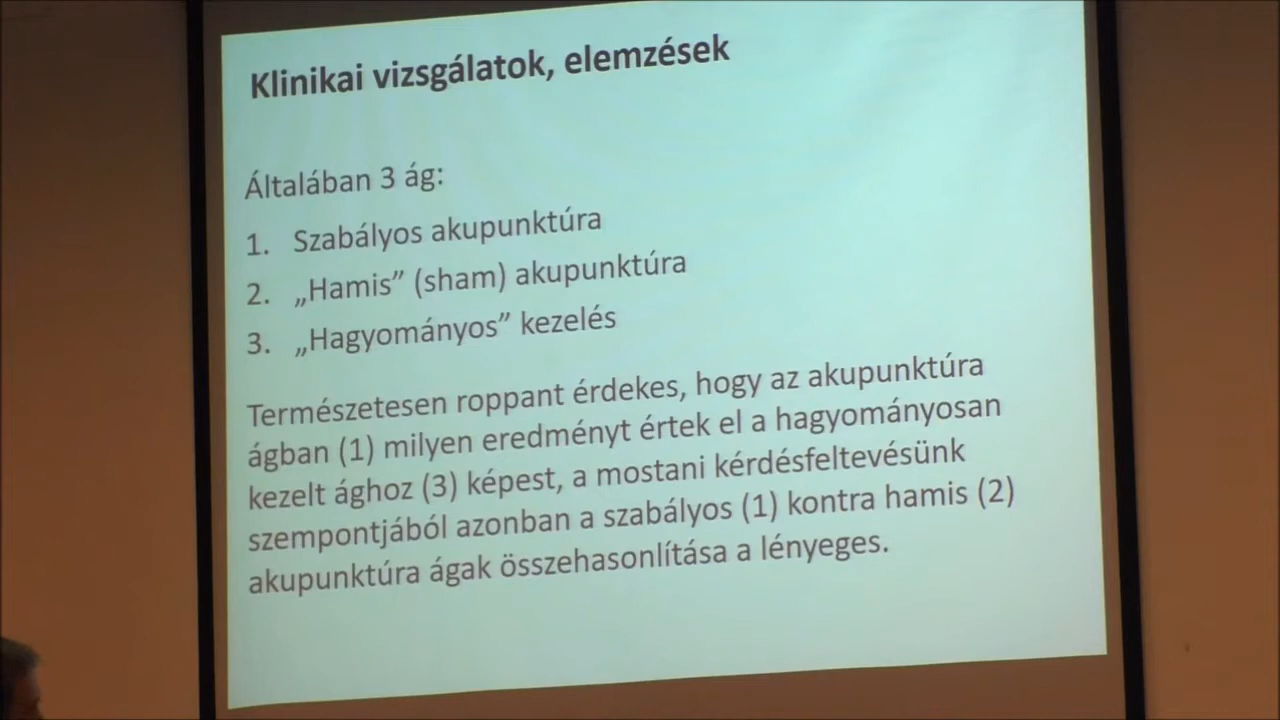 Klinikai vizsgálatok, elemzések
Általában 3 ág:
1. Szabályos akupunktúra
2. „Hamis” (sham) akupunktúra
3. „Hagyományos” kezelés
Természetesen roppant érdekes, hogy az akupunktúra
ágban (1) milyen eredményt értek el a hagyományosan
kezelt ághoz (3) képest, a mostani kérdésfeltevésünk
szempontjából azonban a szabályos (1) kontra hamis (2)
akupunktúra ágak összehasonlítása a lényeges.